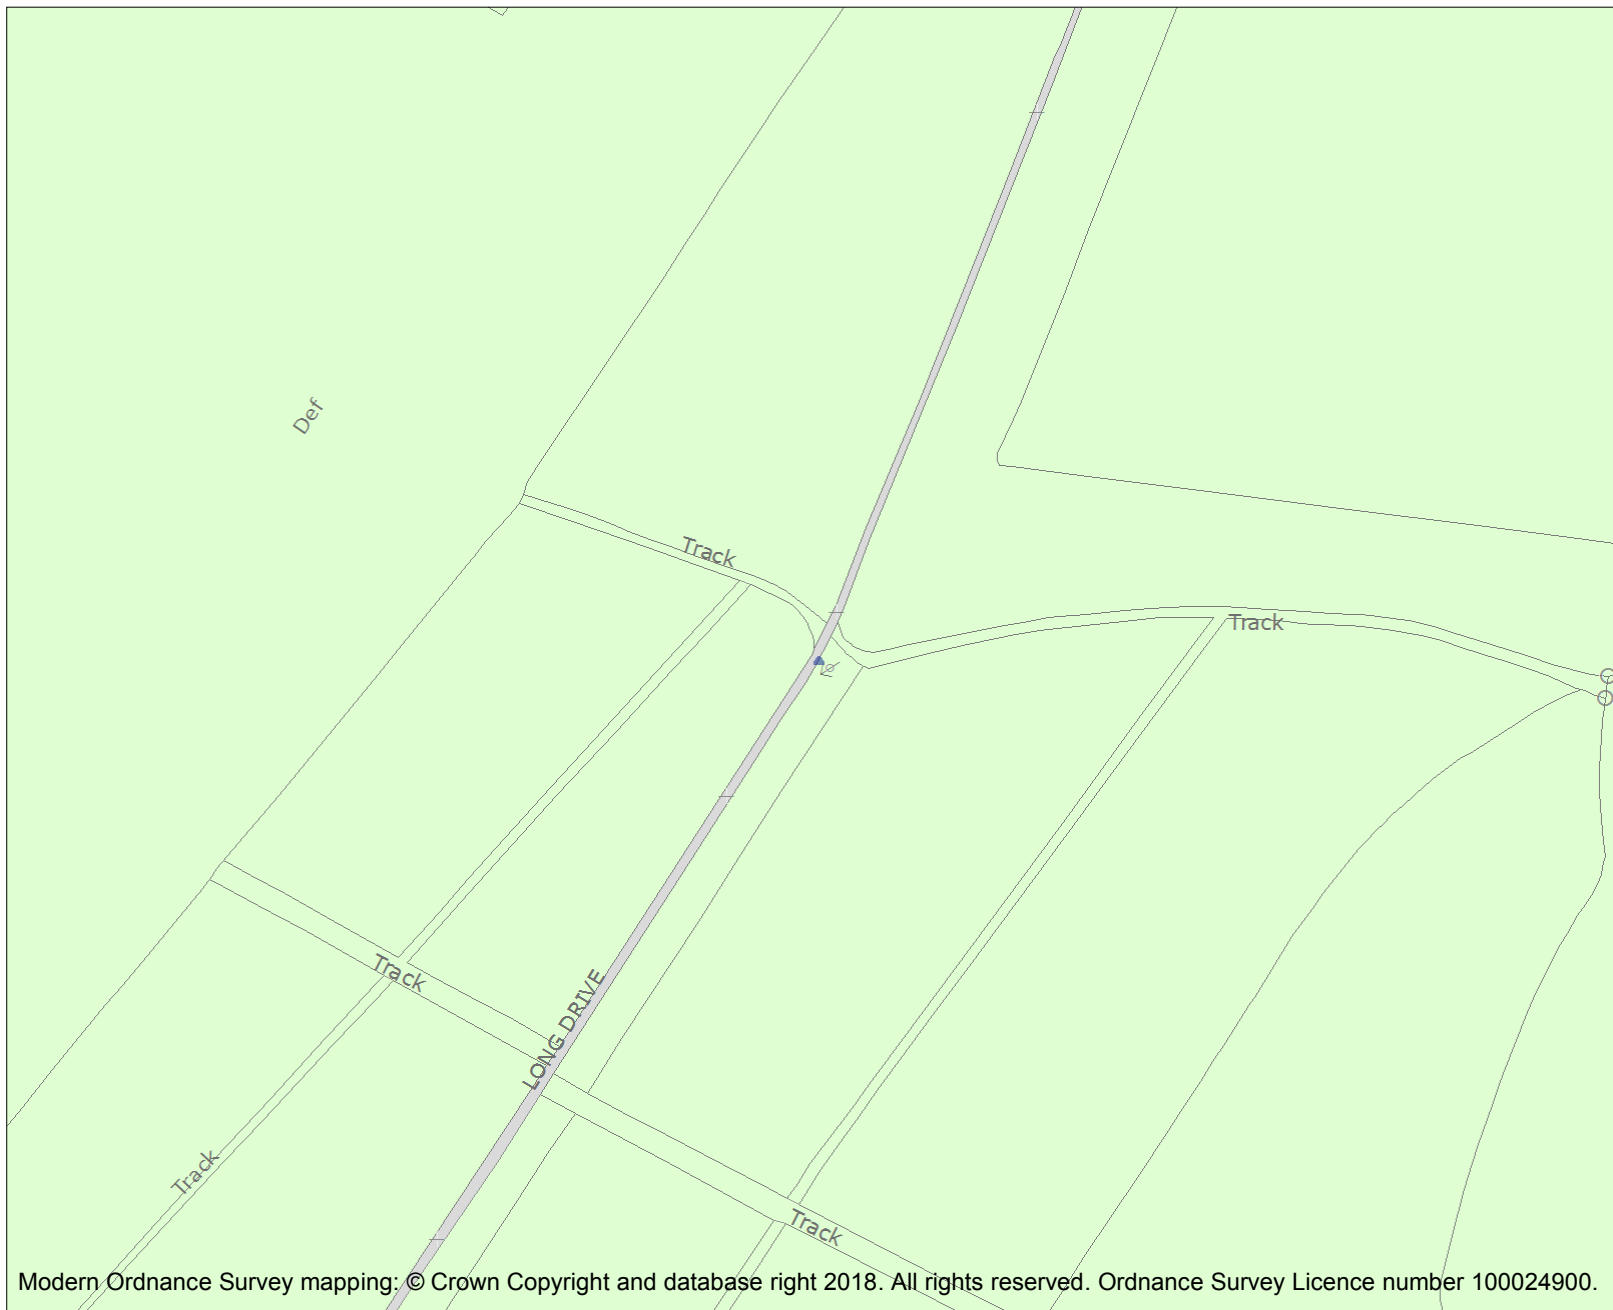 Def
Track
Track
Track
LONG DRIVE
Track
Track
Modern Ordnance Survey mapping: © Crown Copyright and database right 2018. All rights reserved. Ordnance Survey Licence number 100024900.